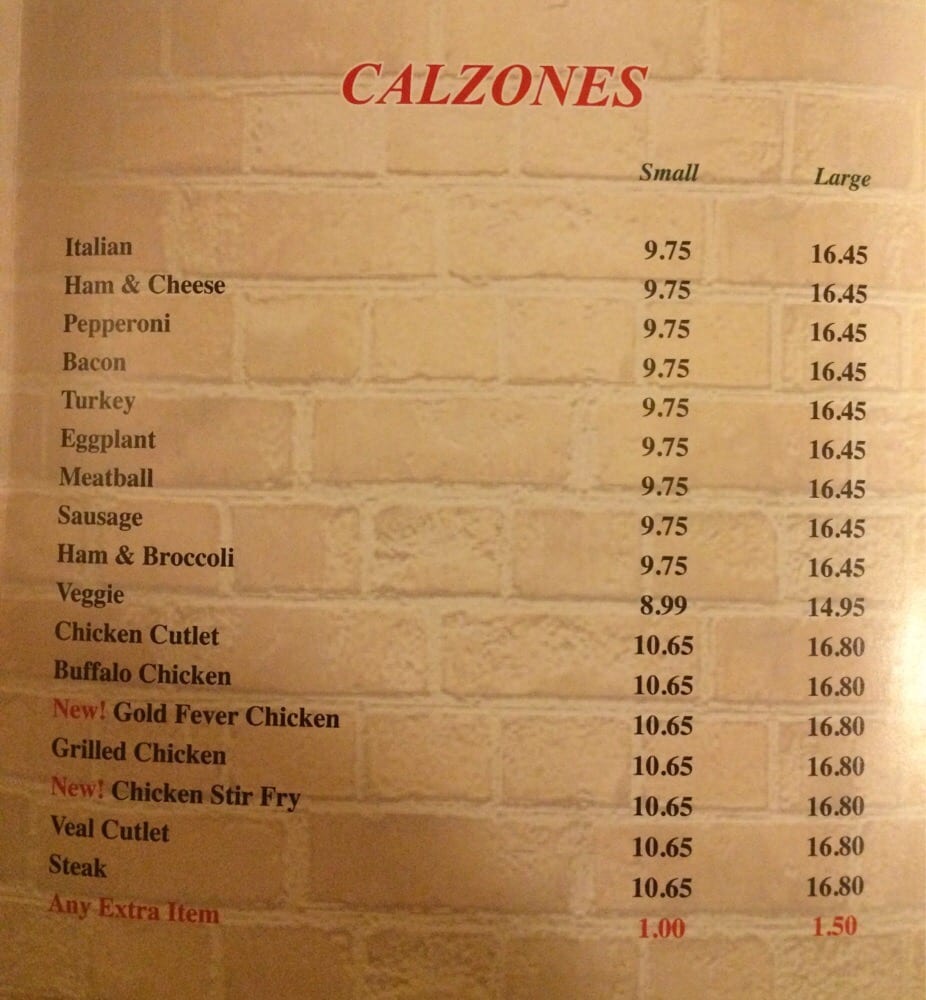 CALZONES
Small Large
Italian 9.75 16.45
Ham & Cheese 9.75 16.45
Pepperoni 9.75 16.45
Bacon 9.75 16.45
Turkey 9.75 16.45
Eggplant 9.75 16.45
Meatball 9.75 16.45
Sausage 9.75 16.45
Ham & Broccoli 9.75 16.45
Veggie 8.99 14.95
Chicken Cutlet 10.65 16.80
Buffalo Chicken 10.65 16.80
New! Gold Fever Chicken 10.65 16.80
Grilled Chicken 10.65 16.80
New! Chicken Stir Fry 10.65 16.80
Veal Cutlet 10.65 16.80
Steak 10.65 16.80
Any Extra Item 1.00 1.50